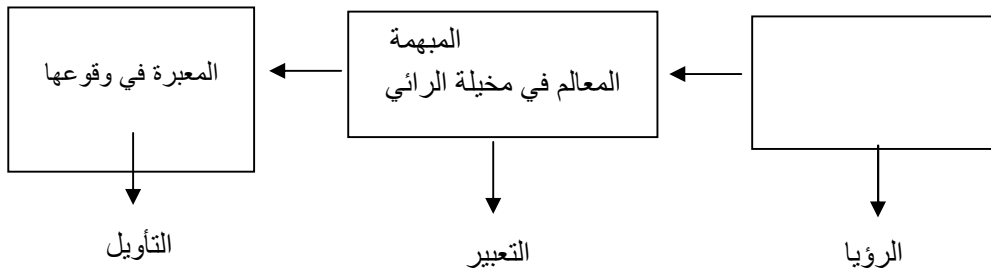 المبهمة
المعالم في مخيلة الرائي
المعبرة في وقوعها
الرؤيا
التعبير
التأويل